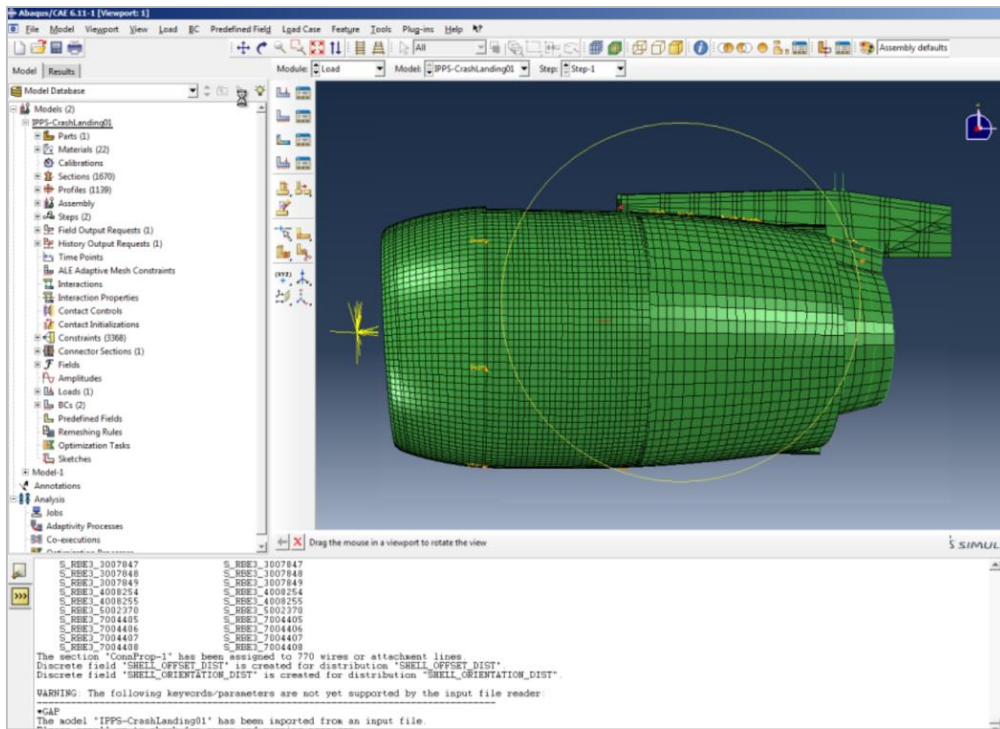 Abaqus/CAE 6.11-1 [Viewport: 1]
File Model Viewport View Load BC Predefined Field Load Case Feature Tools Plug-ins Help
All
Assembly defaults
Model Results
Module: Load Model: IPPS-CrashLanding01 Step: Step-1
Model Database
Models (2)
IPPS-CrashLanding01
Parts (1)
Materials (22)
Calibrations
Sections (1670)
Profiles (1139)
Assembly
Steps (2)
Field Output Requests (1)
History Output Requests (1)
Time Points
ALE Adaptive Mesh Constraints
Interactions
Interaction Properties
Contact Controls
Contact Initializations
Constraints (3368)
Connector Sections (1)
Fields
Amplitudes
Loads (1)
BCs (2)
Predefined Fields
Remeshing Rules
Optimization Tasks
Sketches
Model-1
Annotations
Analysis
Jobs
Adaptivity Processes
Co-executions
Drag the mouse in a viewport to rotate the view
SIMUL
S_RBE3_3007847 S_RBE3_3007847
S_RBE3_3007848 S_RBE3_3007848
S_RBE3_3007849 S_RBE3_3007849
S_RBE3_4008254 S_RBE3_4008254
S_RBE3_4008255 S_RBE3_4008255
S_RBE3_5002370 S_RBE3_5002370
S_RBE3_7004405 S_RBE3_7004405
S_RBE3_7004406 S_RBE3_7004406
S_RBE3_7004407 S_RBE3_7004407
S_RBE3_7004408 S_RBE3_7004408
The section "ConnProp-1" has been assigned to 770 wires or attachment lines.
Discrete field "SHELL_OFFSET_DIST" is created for distribution "SHELL_OFFSET_DIST".
Discrete field "SHELL_ORIENTATION_DIST" is created for distribution "SHELL_ORIENTATION_DIST".
WARNING: The following keywords/parameters are not yet supported by the input file reader:
*GAP
The model "IPPS-CrashLanding01" has been imported from an input file.